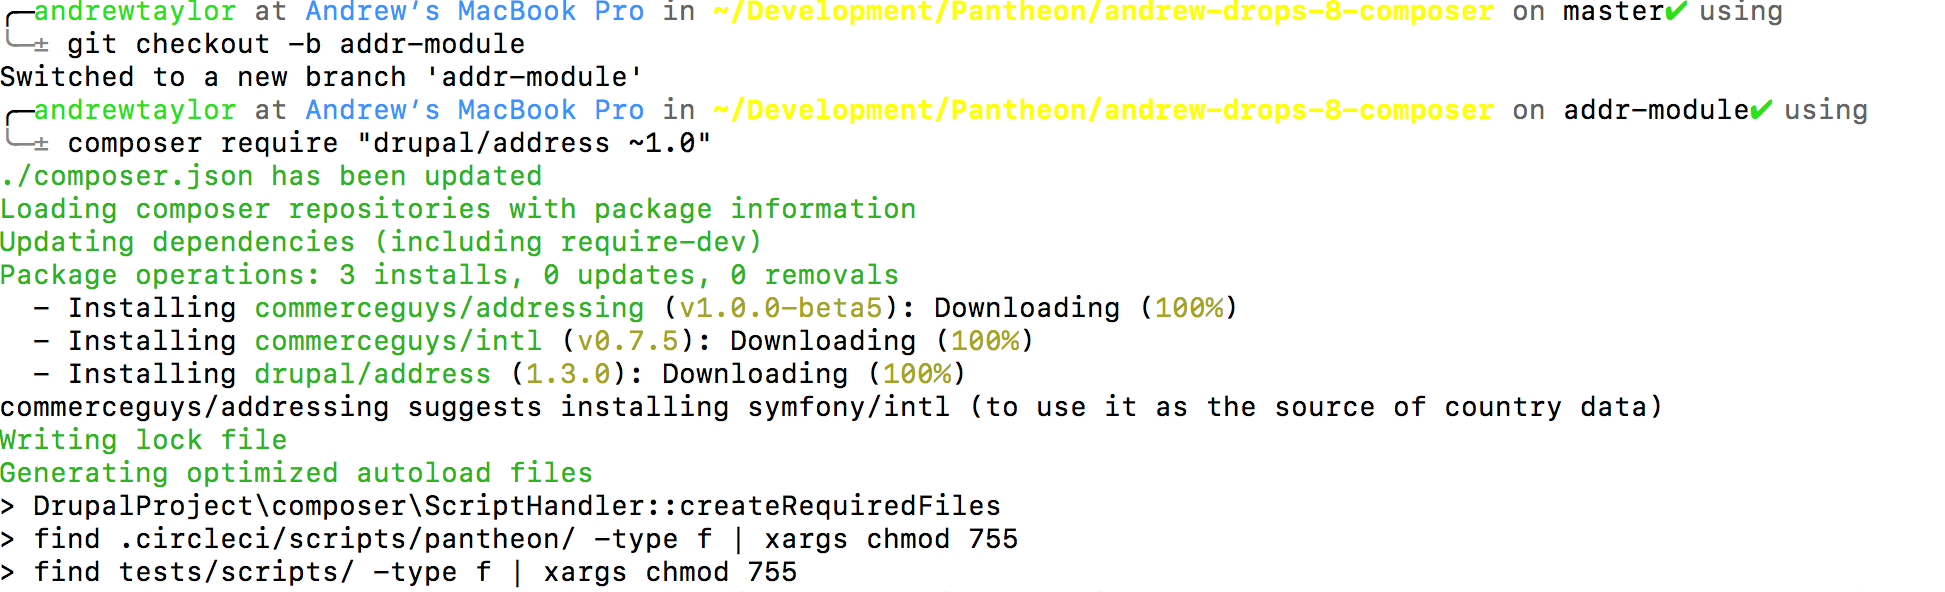 ╭─andrewtaylor at Andrew’s MacBook Pro in ~/Development/Pantheon/andrew-drops-8-composer on master✔ using
╰─± git checkout -b addr-module
Switched to a new branch 'addr-module'
╭─andrewtaylor at Andrew’s MacBook Pro in ~/Development/Pantheon/andrew-drops-8-composer on addr-module✔ using
╰─± composer require "drupal/address ~1.0"
./composer.json has been updated
Loading composer repositories with package information
Updating dependencies (including require-dev)
Package operations: 3 installs, 0 updates, 0 removals
  - Installing commerceguys/addressing (v1.0.0-beta5): Downloading (100%)
  - Installing commerceguys/intl (v0.7.5): Downloading (100%)
  - Installing drupal/address (1.3.0): Downloading (100%)
commerceguys/addressing suggests installing symfony/intl (to use it as the source of country data)
Writing lock file
Generating optimized autoload files
> DrupalProject\composer\ScriptHandler::createRequiredFiles
> find .circleci/scripts/pantheon/ -type f | xargs chmod 755
> find tests/scripts/ -type f | xargs chmod 755